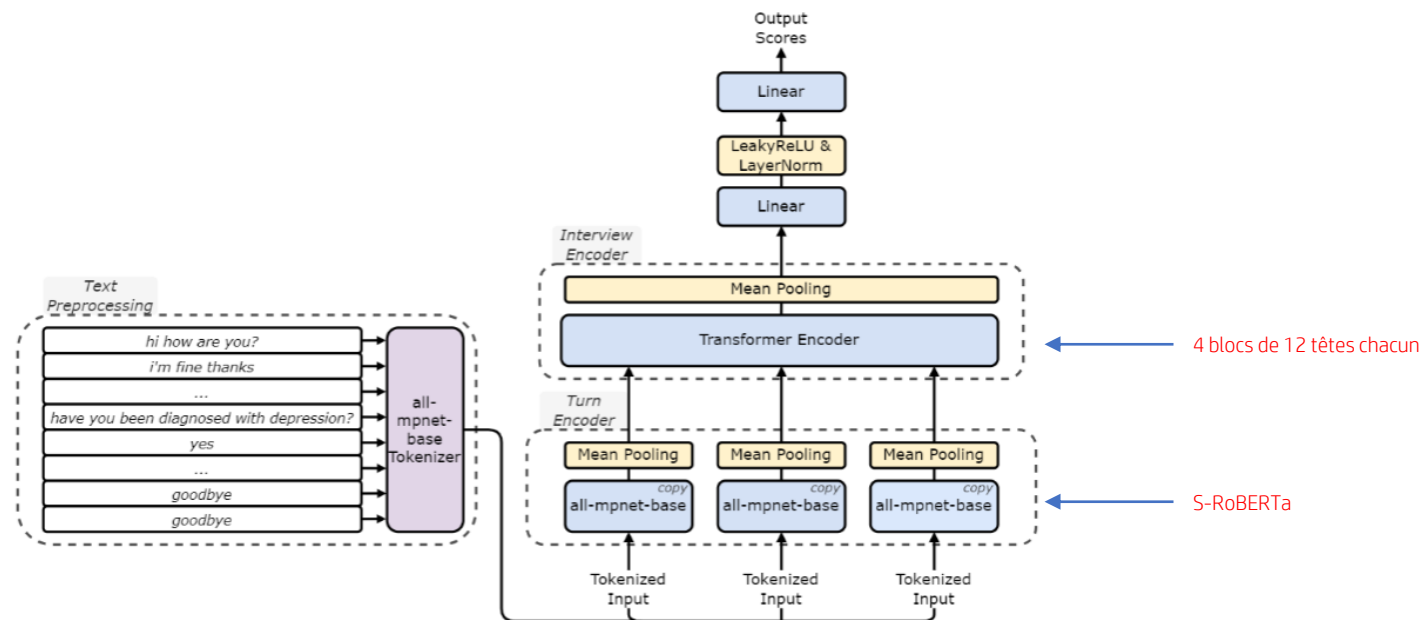 Output
Scores
Linear
LeakyReLU &
LayerNorm
Linear
Interview
Encoder
Mean Pooling
Transformer Encoder
4 blocs de 12 têtes chacun
Text
Preprocessing
hi how are you?
i'm fine thanks
...
have you been diagnosed with depression?
yes
...
goodbye
goodbye
all-
mpnet-
base
Tokenizer
Turn
Encoder
Mean Pooling
Mean Pooling
Mean Pooling
copy
all-mpnet-base
copy
all-mpnet-base
copy
all-mpnet-base
S-RoBERTa
Tokenized
Input
Tokenized
Input
Tokenized
Input